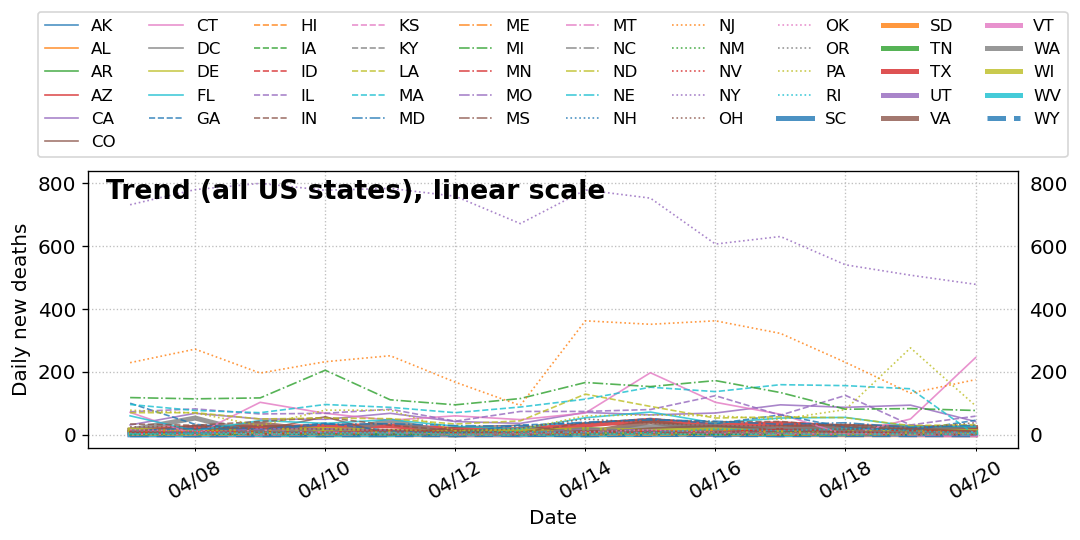 AK CT HI KS ME MT NJ OK SD VT
AL DC IA KY MI NC NM OR TN WA
AR DE ID LA MN ND NV PA TX WI
AZ FL IL MA MO NE NY RI UT WV
CA GA IN MD MS NH OH SC VA WY
CO
Trend (all US states), linear scale
800 800
600 600
400 400
200 200
0 0
Daily new deaths
04/08 04/10 04/12 04/14 04/16 04/18 04/20
Date